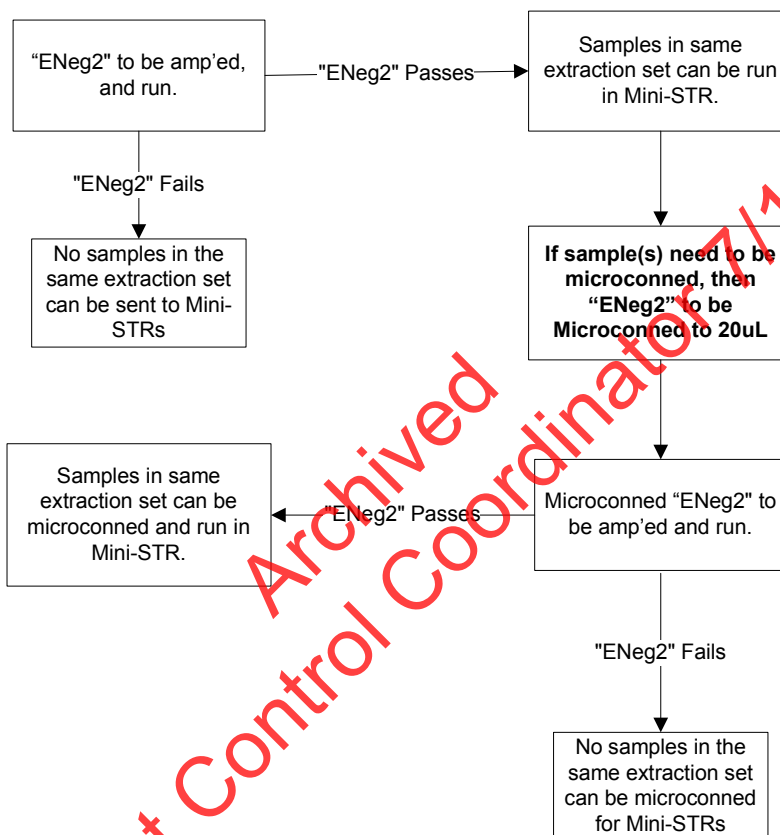 “ENeg2" to be amp’ed,
and run.
"ENeg2" Passes
Samples in same
extraction set can be run
in Mini-STR.
"ENeg2" Fails
No samples in the
same extraction set
can be sent to Mini-
STRs
If sample(s) need to be
microconned, then
“ENeg2” to be
Microconned to 20uL
Samples in same
extraction set can be
microconned and run in
Mini-STR.
"ENeg2" Passes
Microconned “ENeg2" to
be amp’ed and run.
"ENeg2" Fails
No samples in the
same extraction set
can be microconned
for Mini-STRs
Archived
Control Coordinator